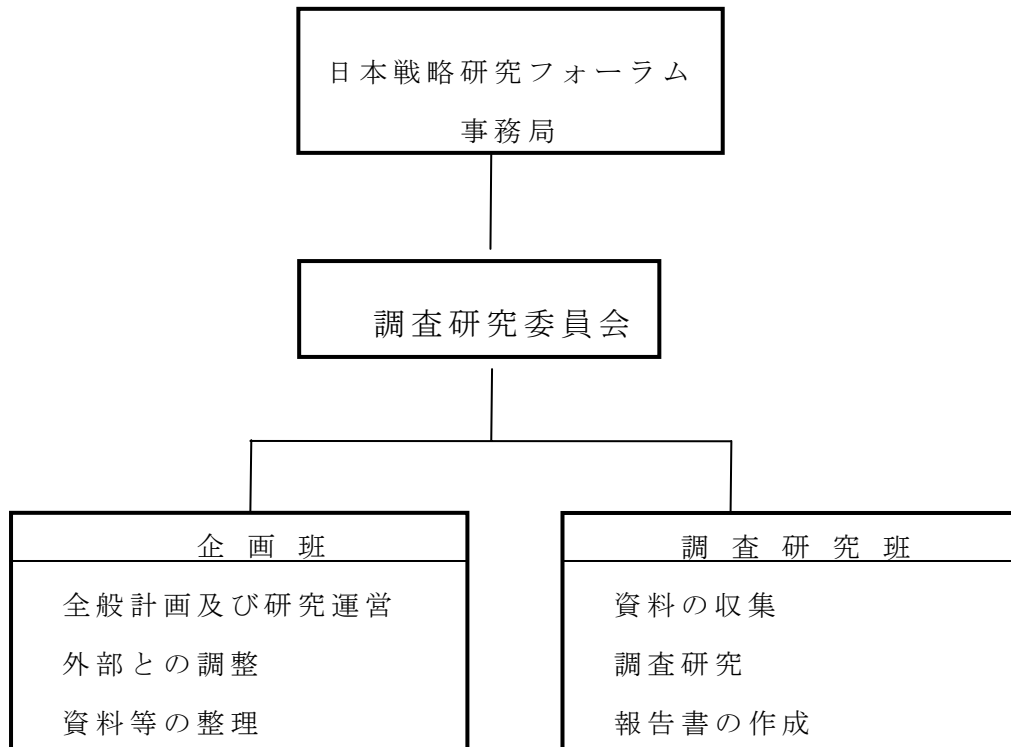 日本戦略研究フォーラム
事務局
調査研究委員会
企画班
全般計画及び研究運営
外部との調整
資料等の整理
調査研究班
資料の収集
調査研究
報告書の作成